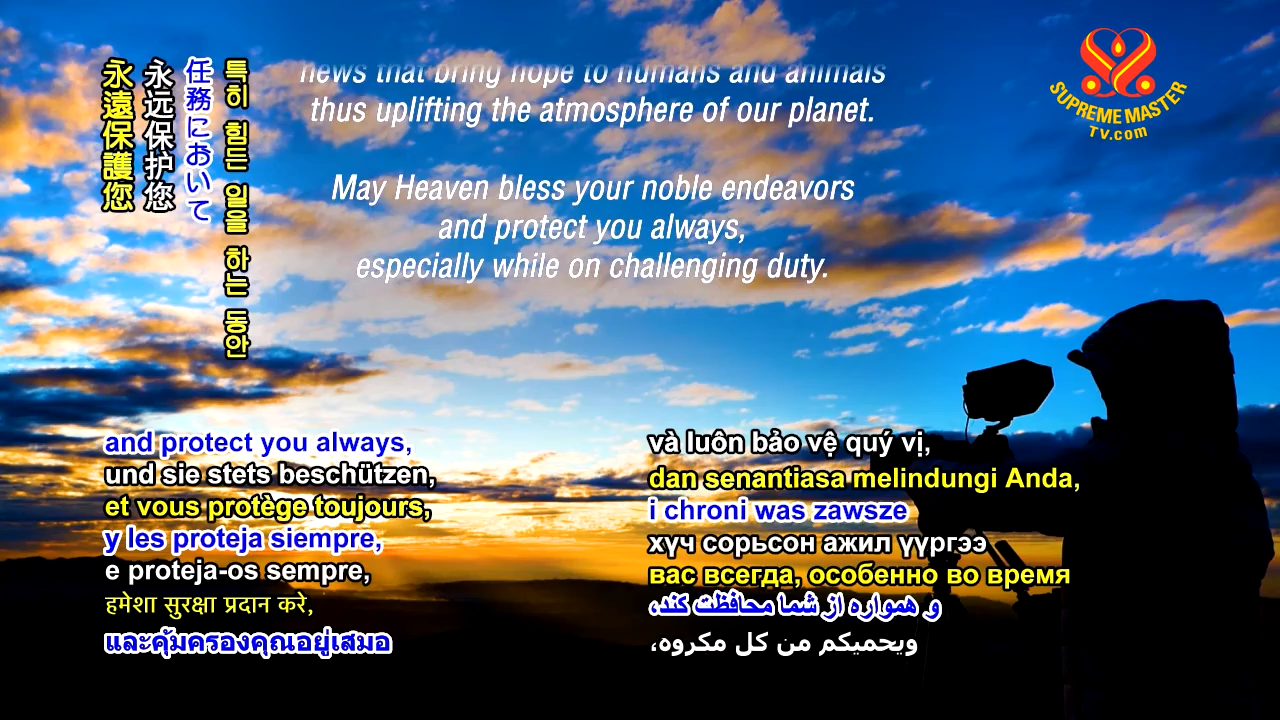 永遠保護您
永远保护您
任務において
특히 힘든 일을 하는 동안
news that bring hope to humans and animals
thus uplifting the atmosphere of our planet.
May Heaven bless your noble endeavors
and protect you always,
especially while on challenging duty.
SUPREME MASTER
TV.com
and protect you always,
und sie stets beschützen,
et vous protège toujours,
y les proteja siempre,
e proteja-os sempre,
हमेशा सुरक्षा प्रदान करे,
และคุ้มครองคุณอยู่เสมอ
và luôn bảo vệ quý vị,
dan senantiasa melindungi Anda,
i chroni was zawsze
хүч сорьсон ажил үүргээ
вас всегда, особенно во время
و همواره از شما محافظت کند،
ويحميكم من كل مكروه،